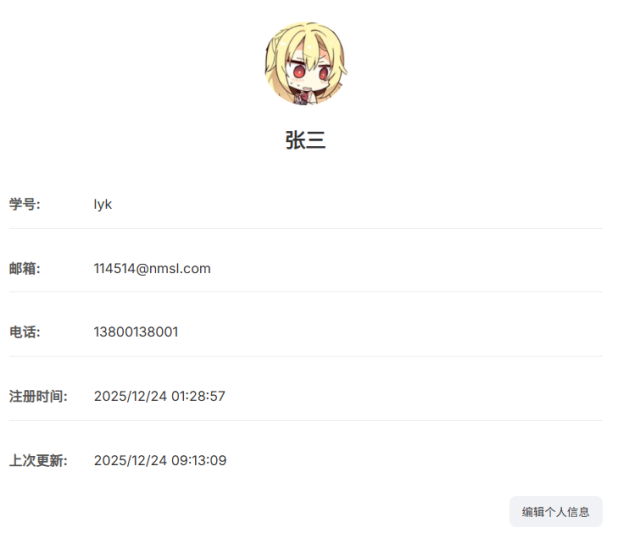 张三
学号: lyk
邮箱: 114514@nmsl.com
电话: 13800138001
注册时间: 2025/12/24 01:28:57
上次更新: 2025/12/24 09:13:09
编辑个人信息